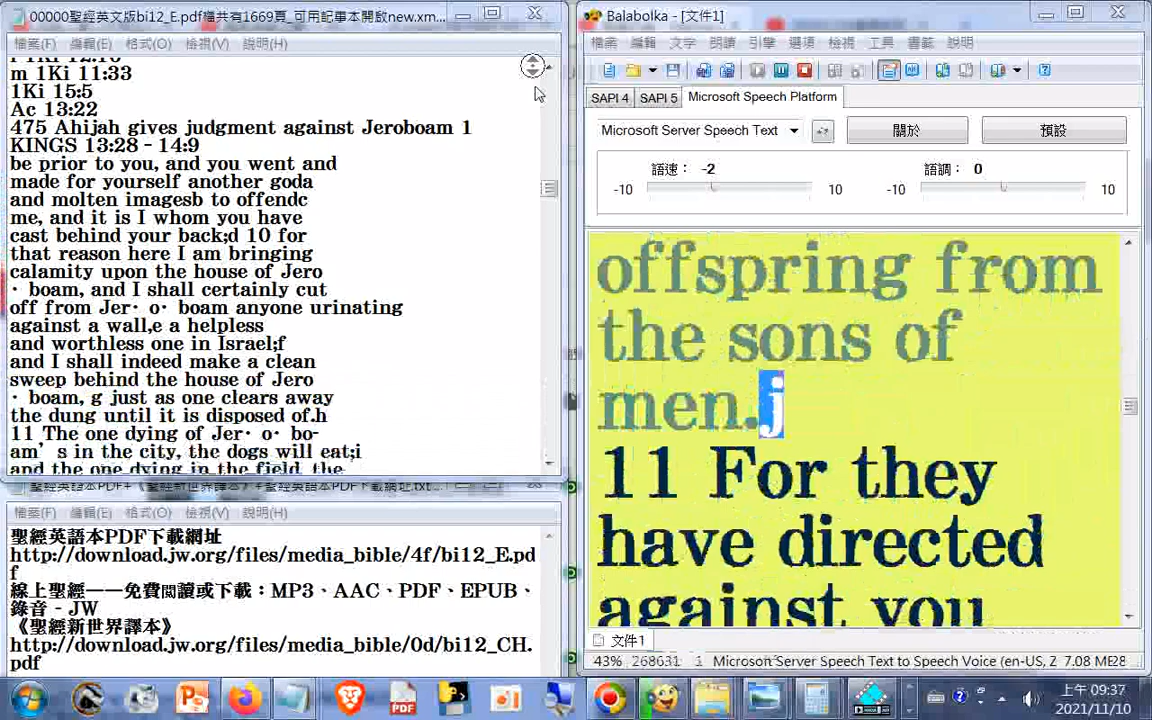 00000聖經英文版bi12_E.pdf檔共有1669頁_可用記事本開啟new.xm...
檔案(F) 編輯(E) 格式(O) 檢視(V) 說明(H)
m 1Ki 11:33
1Ki 15:5
Ac 13:22
475 Ahijah gives judgment against Jeroboam 1
KINGS 13:28 - 14:9
be prior to you, and you went and
made for yourself another goda
and molten imagesb to offendc
me, and it is I whom you have
cast behind your back;d 10 for
that reason here I am bringing
calamity upon the house of Jero
· boam, and I shall certainly cut
off from Jer· o· boam anyone urinating
against a wall,e a helpless
and worthless one in Israel;f
and I shall indeed make a clean
sweep behind the house of Jero
· boam, g just as one clears away
the dung until it is disposed of.h
11 The one dying of Jer· o· bo-
am’ s in the city, the dogs will eat;i
and the one dying in the field, the
檔案(F) 編輯(E) 格式(O) 檢視(V) 說明(H)
聖經英語本PDF下載網址
http://download.jw.org/files/media_bible/4f/bi12_E.pd
f
線上聖經——免費閱讀或下載：MP3、AAC、PDF、EPUB、
錄音 - JW
《聖經新世界譯本》
http://download.jw.org/files/media_bible/0d/bi12_CH.
pdf
Balabolka - [文件1]
檔案 編輯 文字 朗讀 引擎 選項 檢視 工具 書籤 說明
SAPI 4 SAPI 5 Microsoft Speech Platform
Microsoft Server Speech Text 關於 預設
語速： -2 語調： 0
-10 10 -10 10
offspring from
the sons of
men.j
11 For they
have directed
against you
文件1
43% 268631 1 Microsoft Server Speech Text to Speech Voice (en-US, Z 7.08 ME28
上午 09:37
2021/11/10